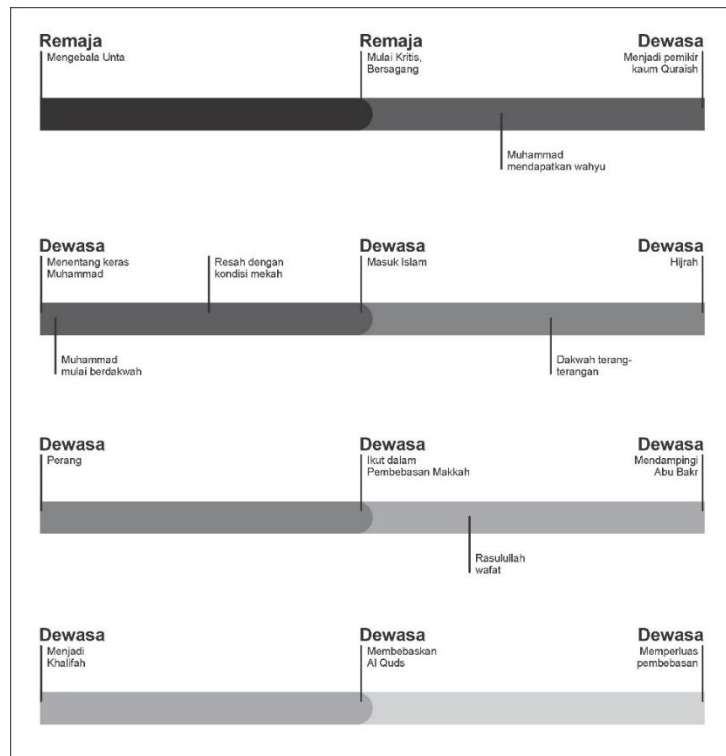 Remaja
Mengebala Unta
Remaja
Mulai Kritis,
Bersagang
Dewasa
Menjadi pemikir
kaum Quraish
Muhammad
mendapatkan wahyu
Dewasa
Menentang keras
Muhammad
Resah dengan
kondisi mekah
Dewasa
Masuk Islam
Dewasa
Hijrah
Muhammad
mulai berdakwah
Dakwah terang-
terangan
Dewasa
Perang
Dewasa
Ikut dalam
Pembebasan Makkah
Dewasa
Mendampingi
Abu Bakr
Rasulullah
wafat
Dewasa
Menjadi
Khalifah
Dewasa
Membebaskan
Al Quds
Dewasa
Memperluas
pembebasan